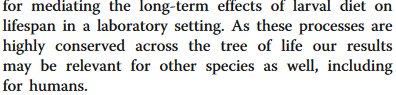 for mediating the long-term effects of larval diet on
lifespan in a laboratory setting. As these processes are
highly conserved across the tree of life our results
may be relevant for other species as well, including
for humans.